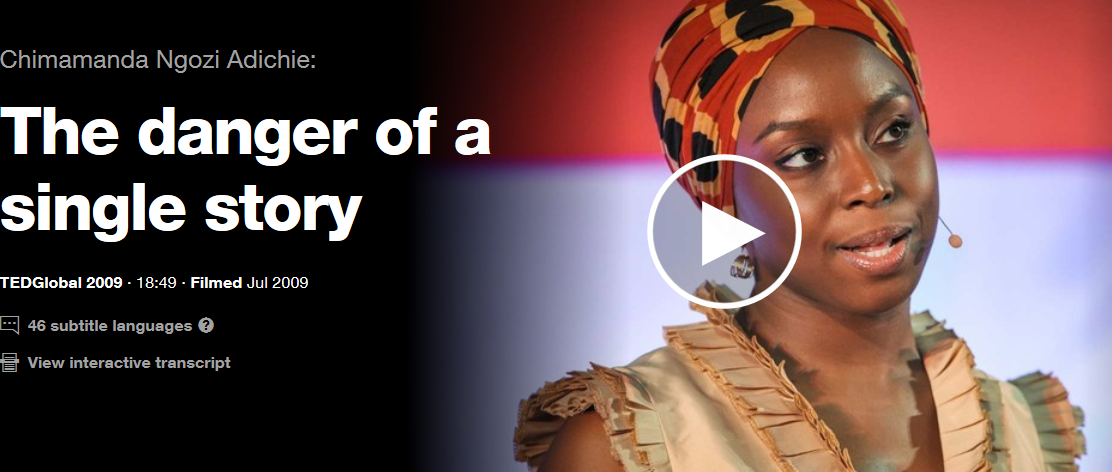 Chimamanda Ngozi Adichie:
The danger of a
single story
TEDGlobal 2009 · 18:49 · Filmed Jul 2009
46 subtitle languages ?
View interactive transcript